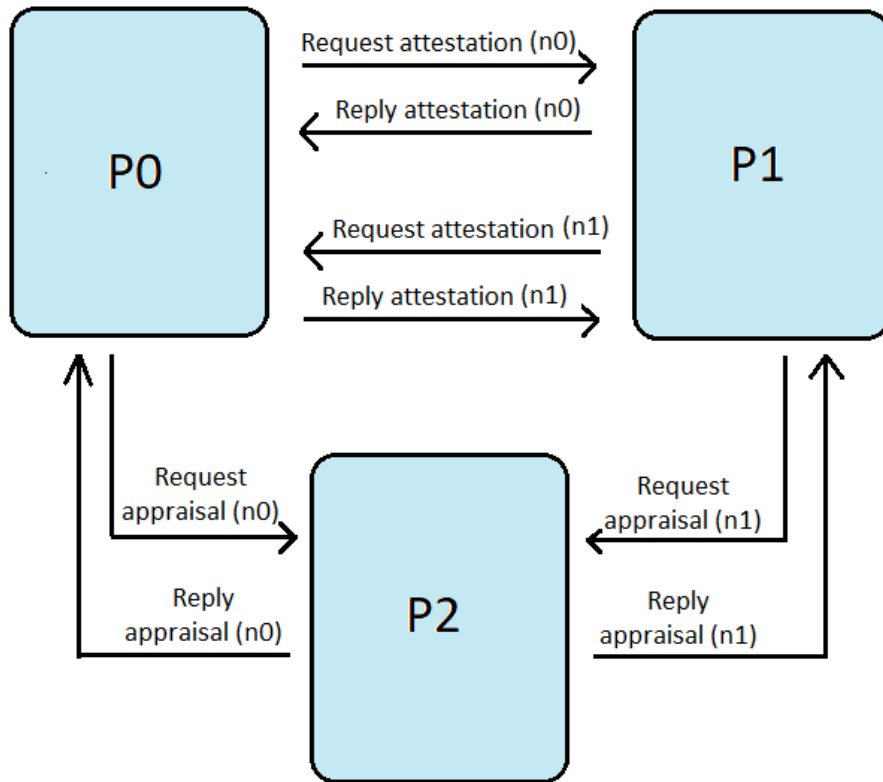 Request attestation (n0)
Reply attestation (n0)
P0
P1
Request attestation (n1)
Reply attestation (n1)
Request
appraisal (n0)
Reply
appraisal (n0)
P2
Request
appraisal (n1)
Reply
appraisal (n1)